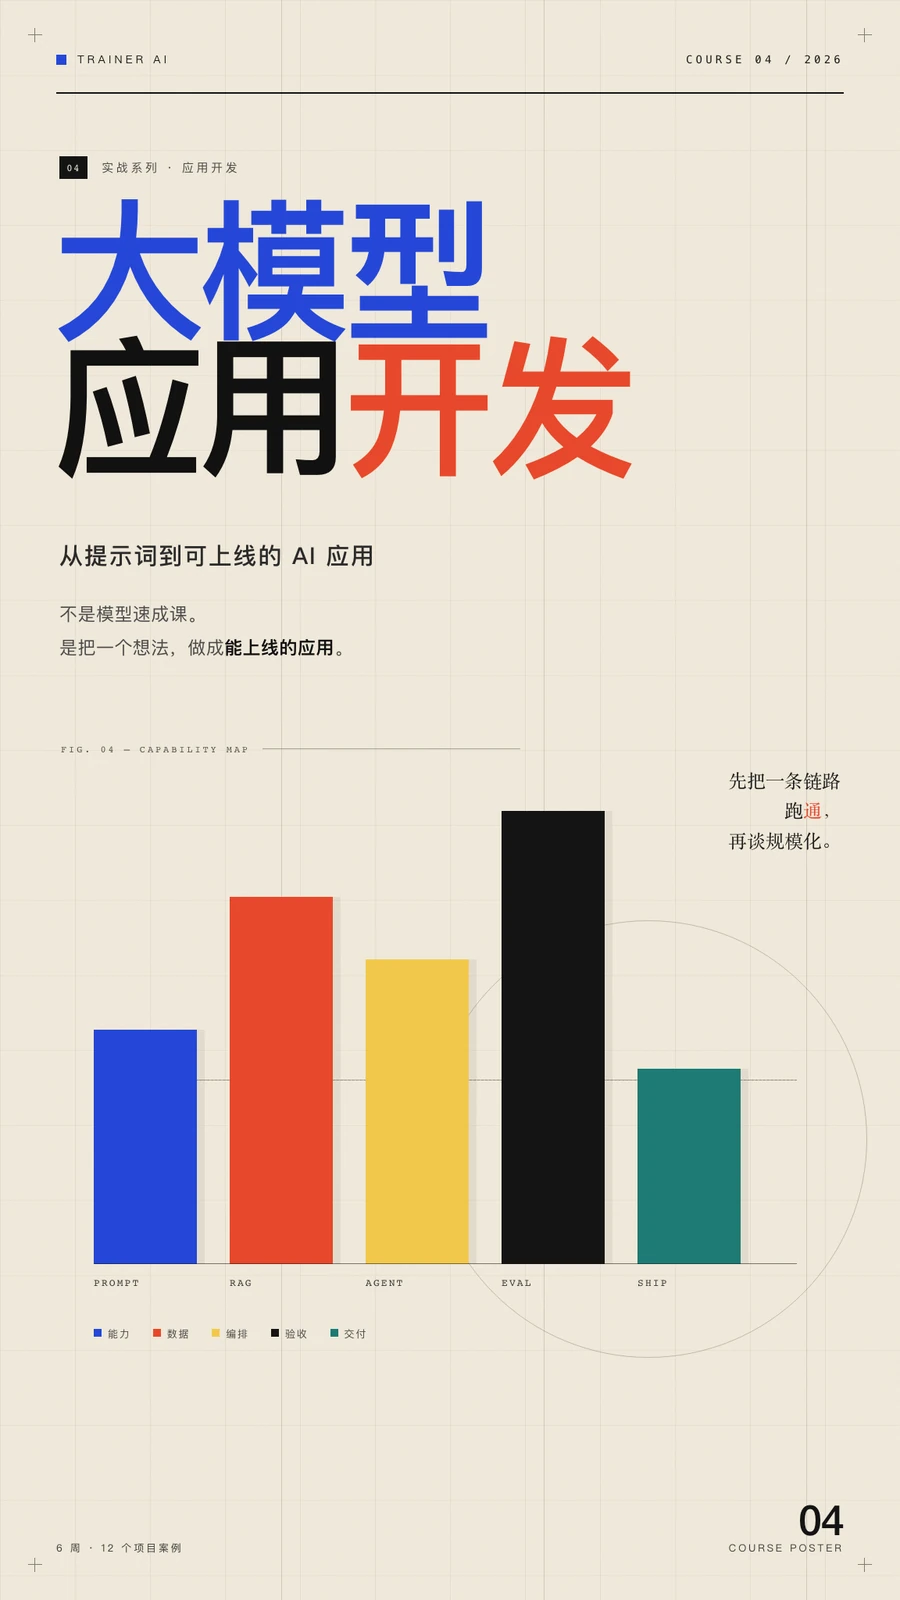 TRAINER AI
COURSE 04 / 2026
04
实战系列 · 应用开发
大模型
应用开发
从提示词到可上线的 AI 应用
不是模型速成课。
是把一个想法，做成能上线的应用。
FIG. 04 — CAPABILITY MAP
先把一条链路
跑通，
再谈规模化。
PROMPT
RAG
AGENT
EVAL
SHIP
能力
数据
编排
验收
交付
6 周 · 12 个项目案例
04
COURSE POSTER